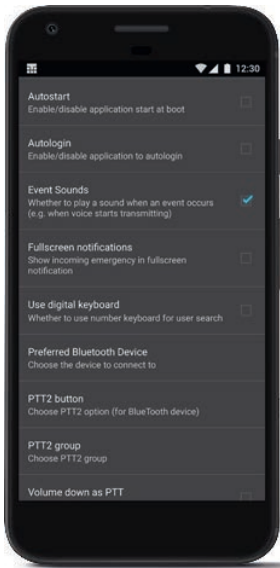 12:30
Autostart
Enable/disable application start at boot
Autologin
Enable/disable application to autologin
Event Sounds
Whether to play a sound when an event occurs
(e.g. when voice starts transmitting)
Fullscreen notifications
Show incoming emergency in fullscreen
notification
Use digital keyboard
Whether to use number keyboard for user search
Preferred Bluetooth Device
Choose the device to connect to
PTT2 button
Choose PTT2 option (for BlueTooth device)
PTT2 group
Choose PTT2 group
Volume down as PTT